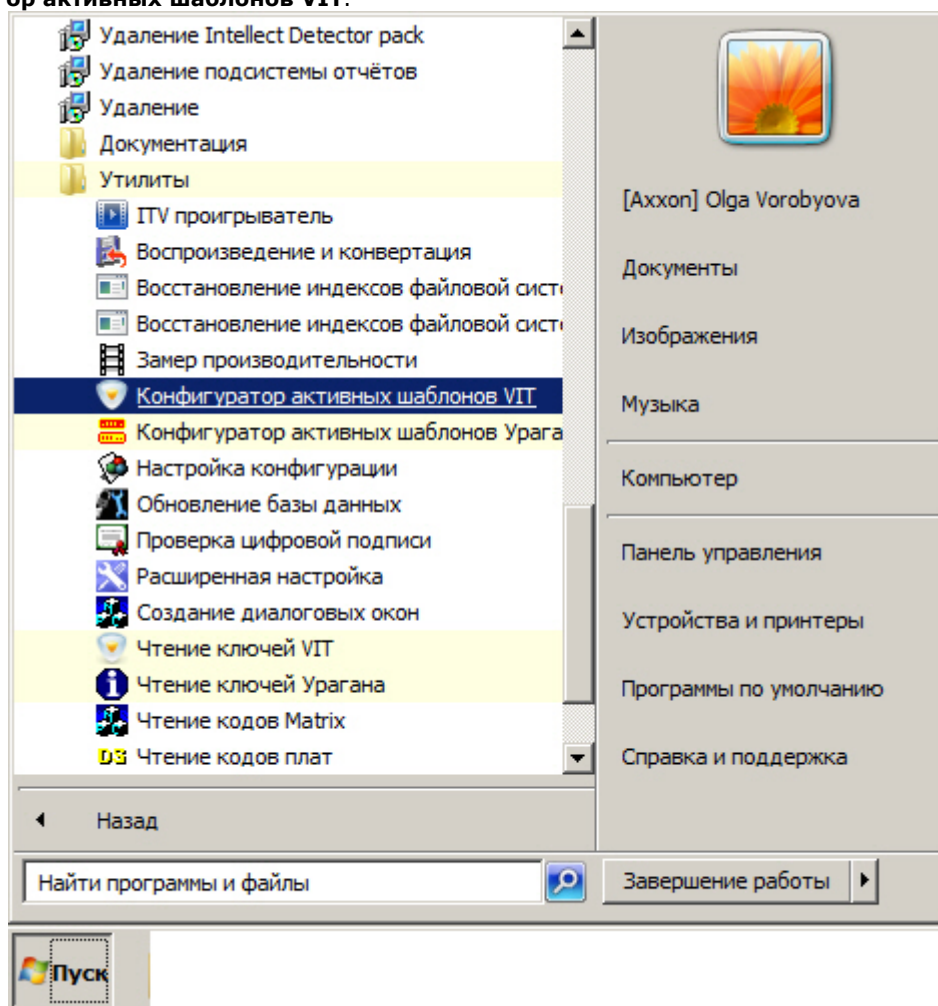 ор активных шаблонов VIT.
Удаление Intellect Detector pack
Удаление подсистемы отчётов
Удаление
Документация
Утилиты
ITV проигрыватель
Воспроизведение и конвертация
Восстановление индексов файловой сист
Восстановление индексов файловой сист
Замер производительности
Конфигуратор активных шаблонов VIT
Конфигуратор активных шаблонов Урага
Настройка конфигурации
Обновление базы данных
Проверка цифровой подписи
Расширенная настройка
Создание диалоговых окон
Чтение ключей VIT
Чтение ключей Урагана
Чтение кодов Matrix
Чтение кодов плат
Назад
Найти программы и файлы
[Axxon] Olga Vorobyova
Документы
Изображения
Музыка
Компьютер
Панель управления
Устройства и принтеры
Программы по умолчанию
Справка и поддержка
Завершение работы
Пуск